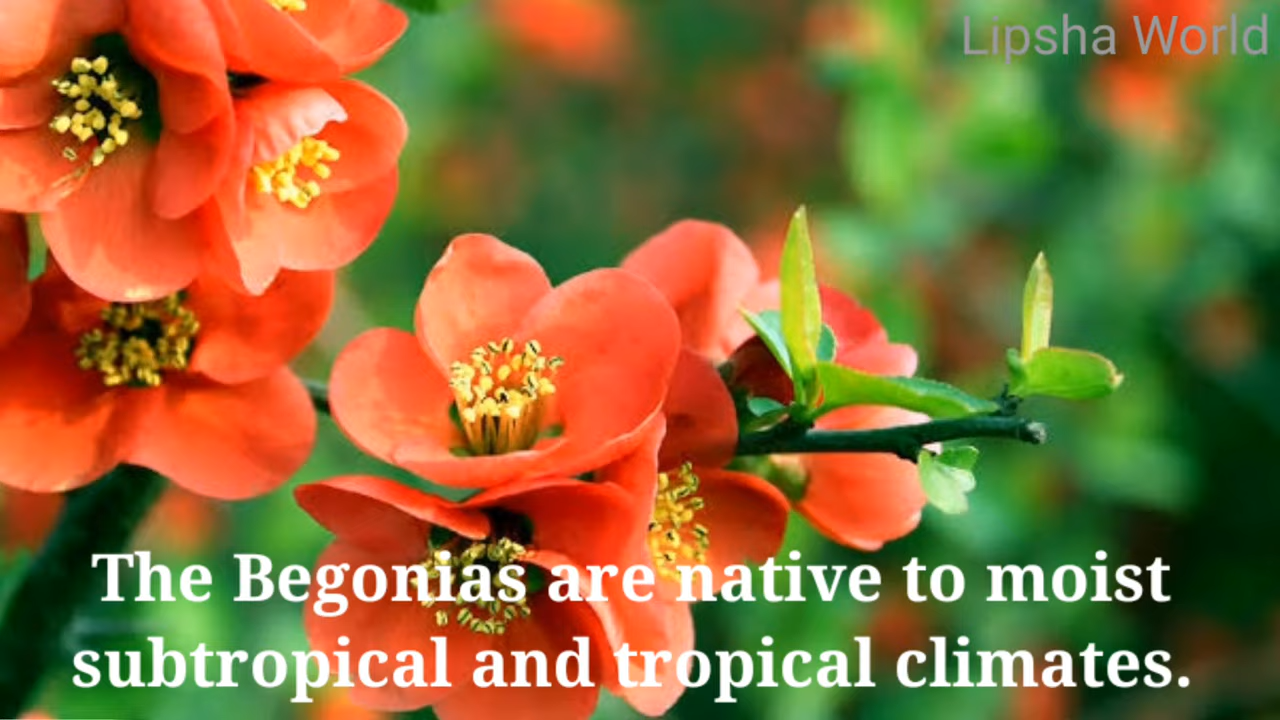 Lipsha World
The Begonias are native to moist
subtropical and tropical climates.